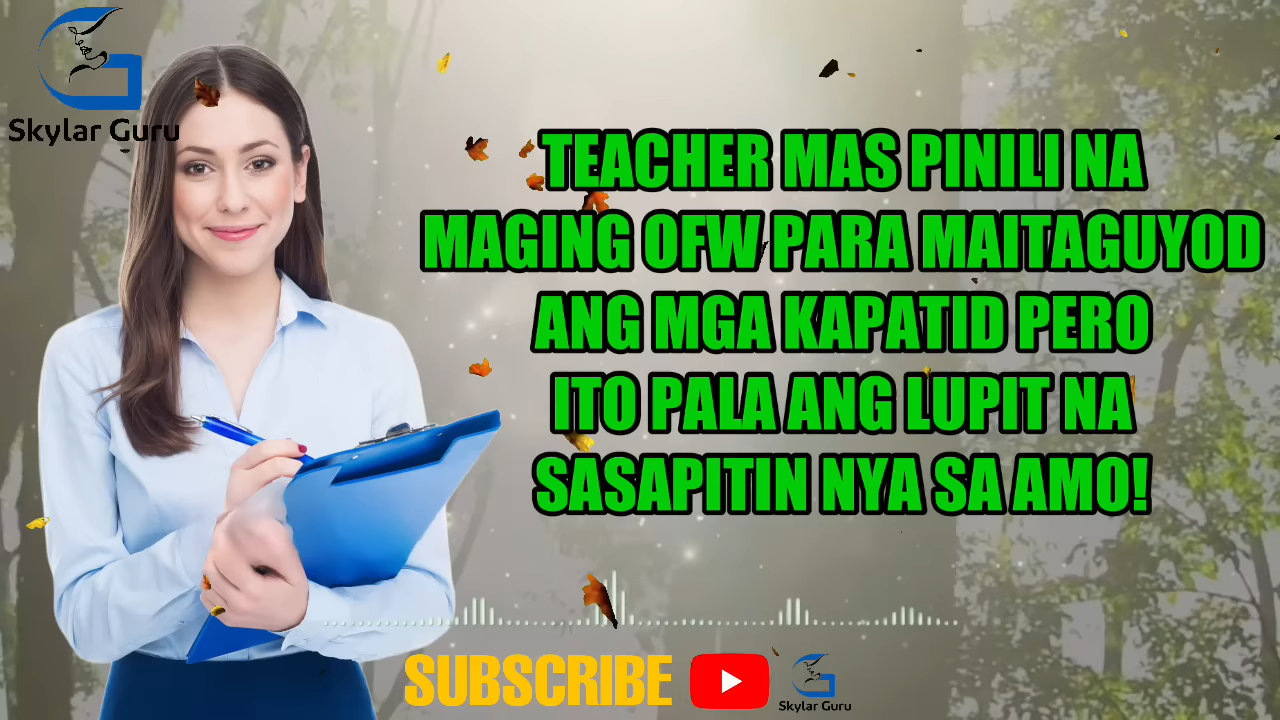 Skylar Guru
TEACHER MAS PINILI NA
MAGING OFW PARA MAITAGUYOD
ANG MGA KAPATID PERO
ITO PALA ANG LUPIT NA
SASAPITIN NYA SA AMO!
SUBSCRIBE
Skylar Guru